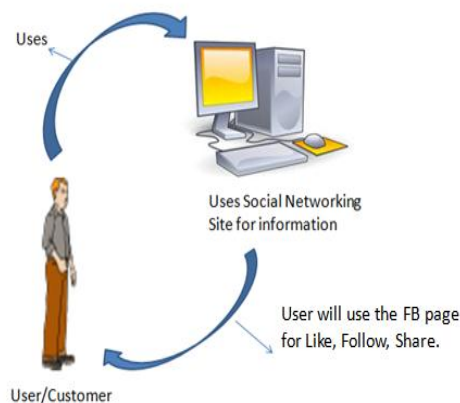 Uses
Uses Social Networking
Site for information
User will use the FB page
for Like, Follow, Share.
User/Customer